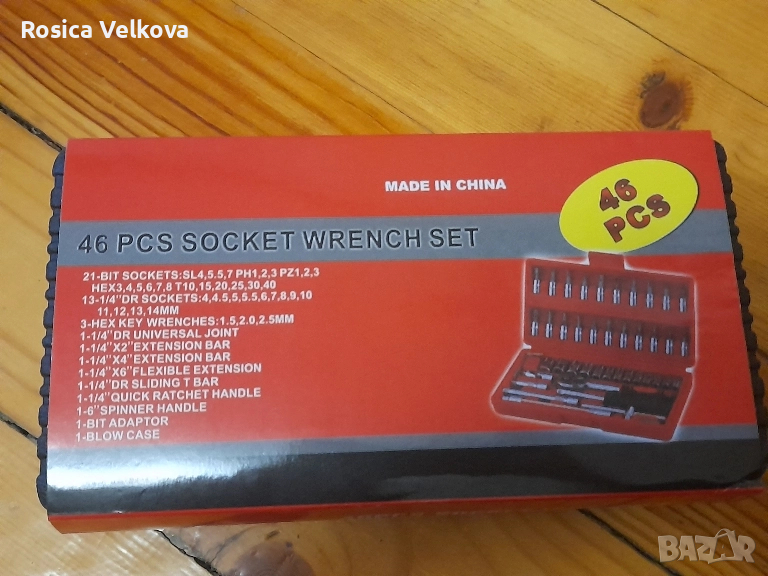 Rosica Velkova
MADE IN CHINA
46
PCS
46 PCS SOCKET WRENCH SET
21-BIT SOCKETS:SL4,5.5,7 PH1,2,3 PZ1,2,3
HEX3,4,5,6,7,8 T10,15,20,25,30,40
13-1/4"DR SOCKETS:4,4.5,5,5.5,6,7,8,9,10
11,12,13,14MM
3-HEX KEY WRENCHES:1.5,2.0,2.5MM
1-1/4"DR UNIVERSAL JOINT
1-1/4"X2"EXTENSION BAR
1-1/4"X4"EXTENSION BAR
1-1/4"X6"FLEXIBLE EXTENSION
1-1/4"DR SLIDING T BAR
1-1/4"QUICK RATCHET HANDLE
1-6"SPINNER HANDLE
1-BIT ADAPTOR
1-BLOW CASE
BAZAR